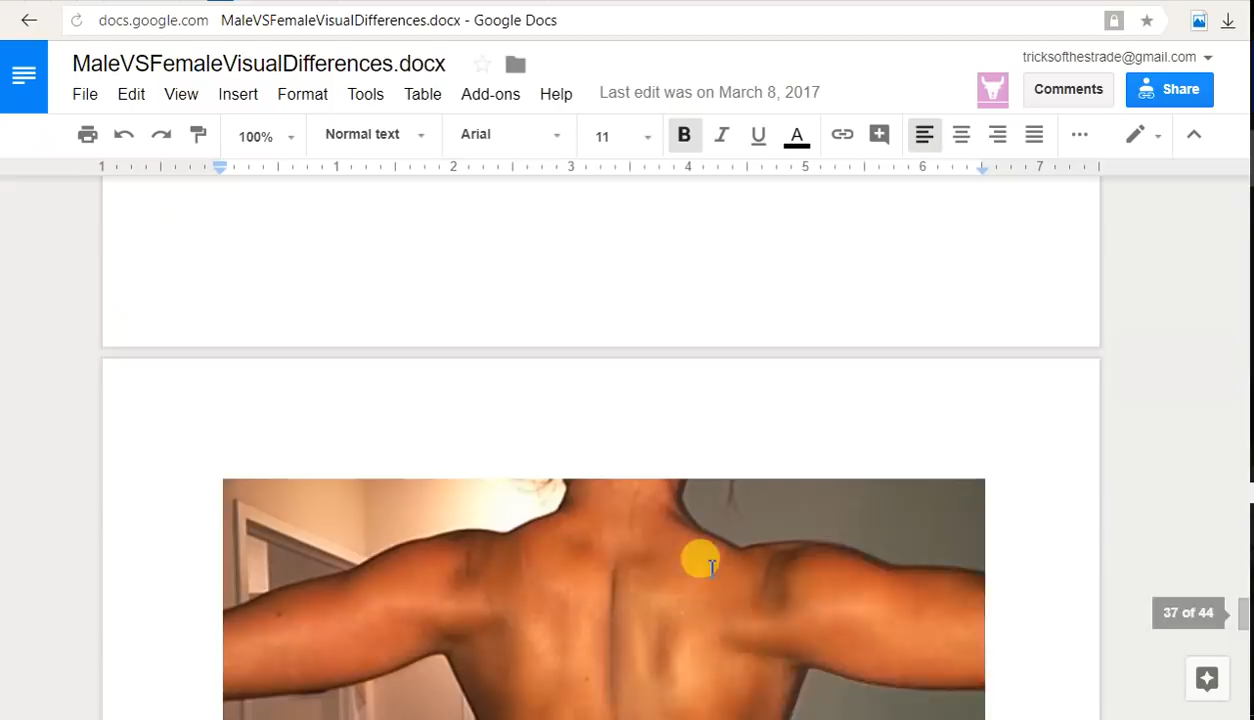 docs.google.com MaleVSFemaleVisualDifferences.docx - Google Docs
MaleVSFemaleVisualDifferences.docx
tricksofthestrade@gmail.com
File Edit View Insert Format Tools Table Add-ons Help Last edit was on March 8, 2017
Comments Share
100% Normal text Arial 11 B I U A
1 1 2 3 4 5 6 7
37 of 44